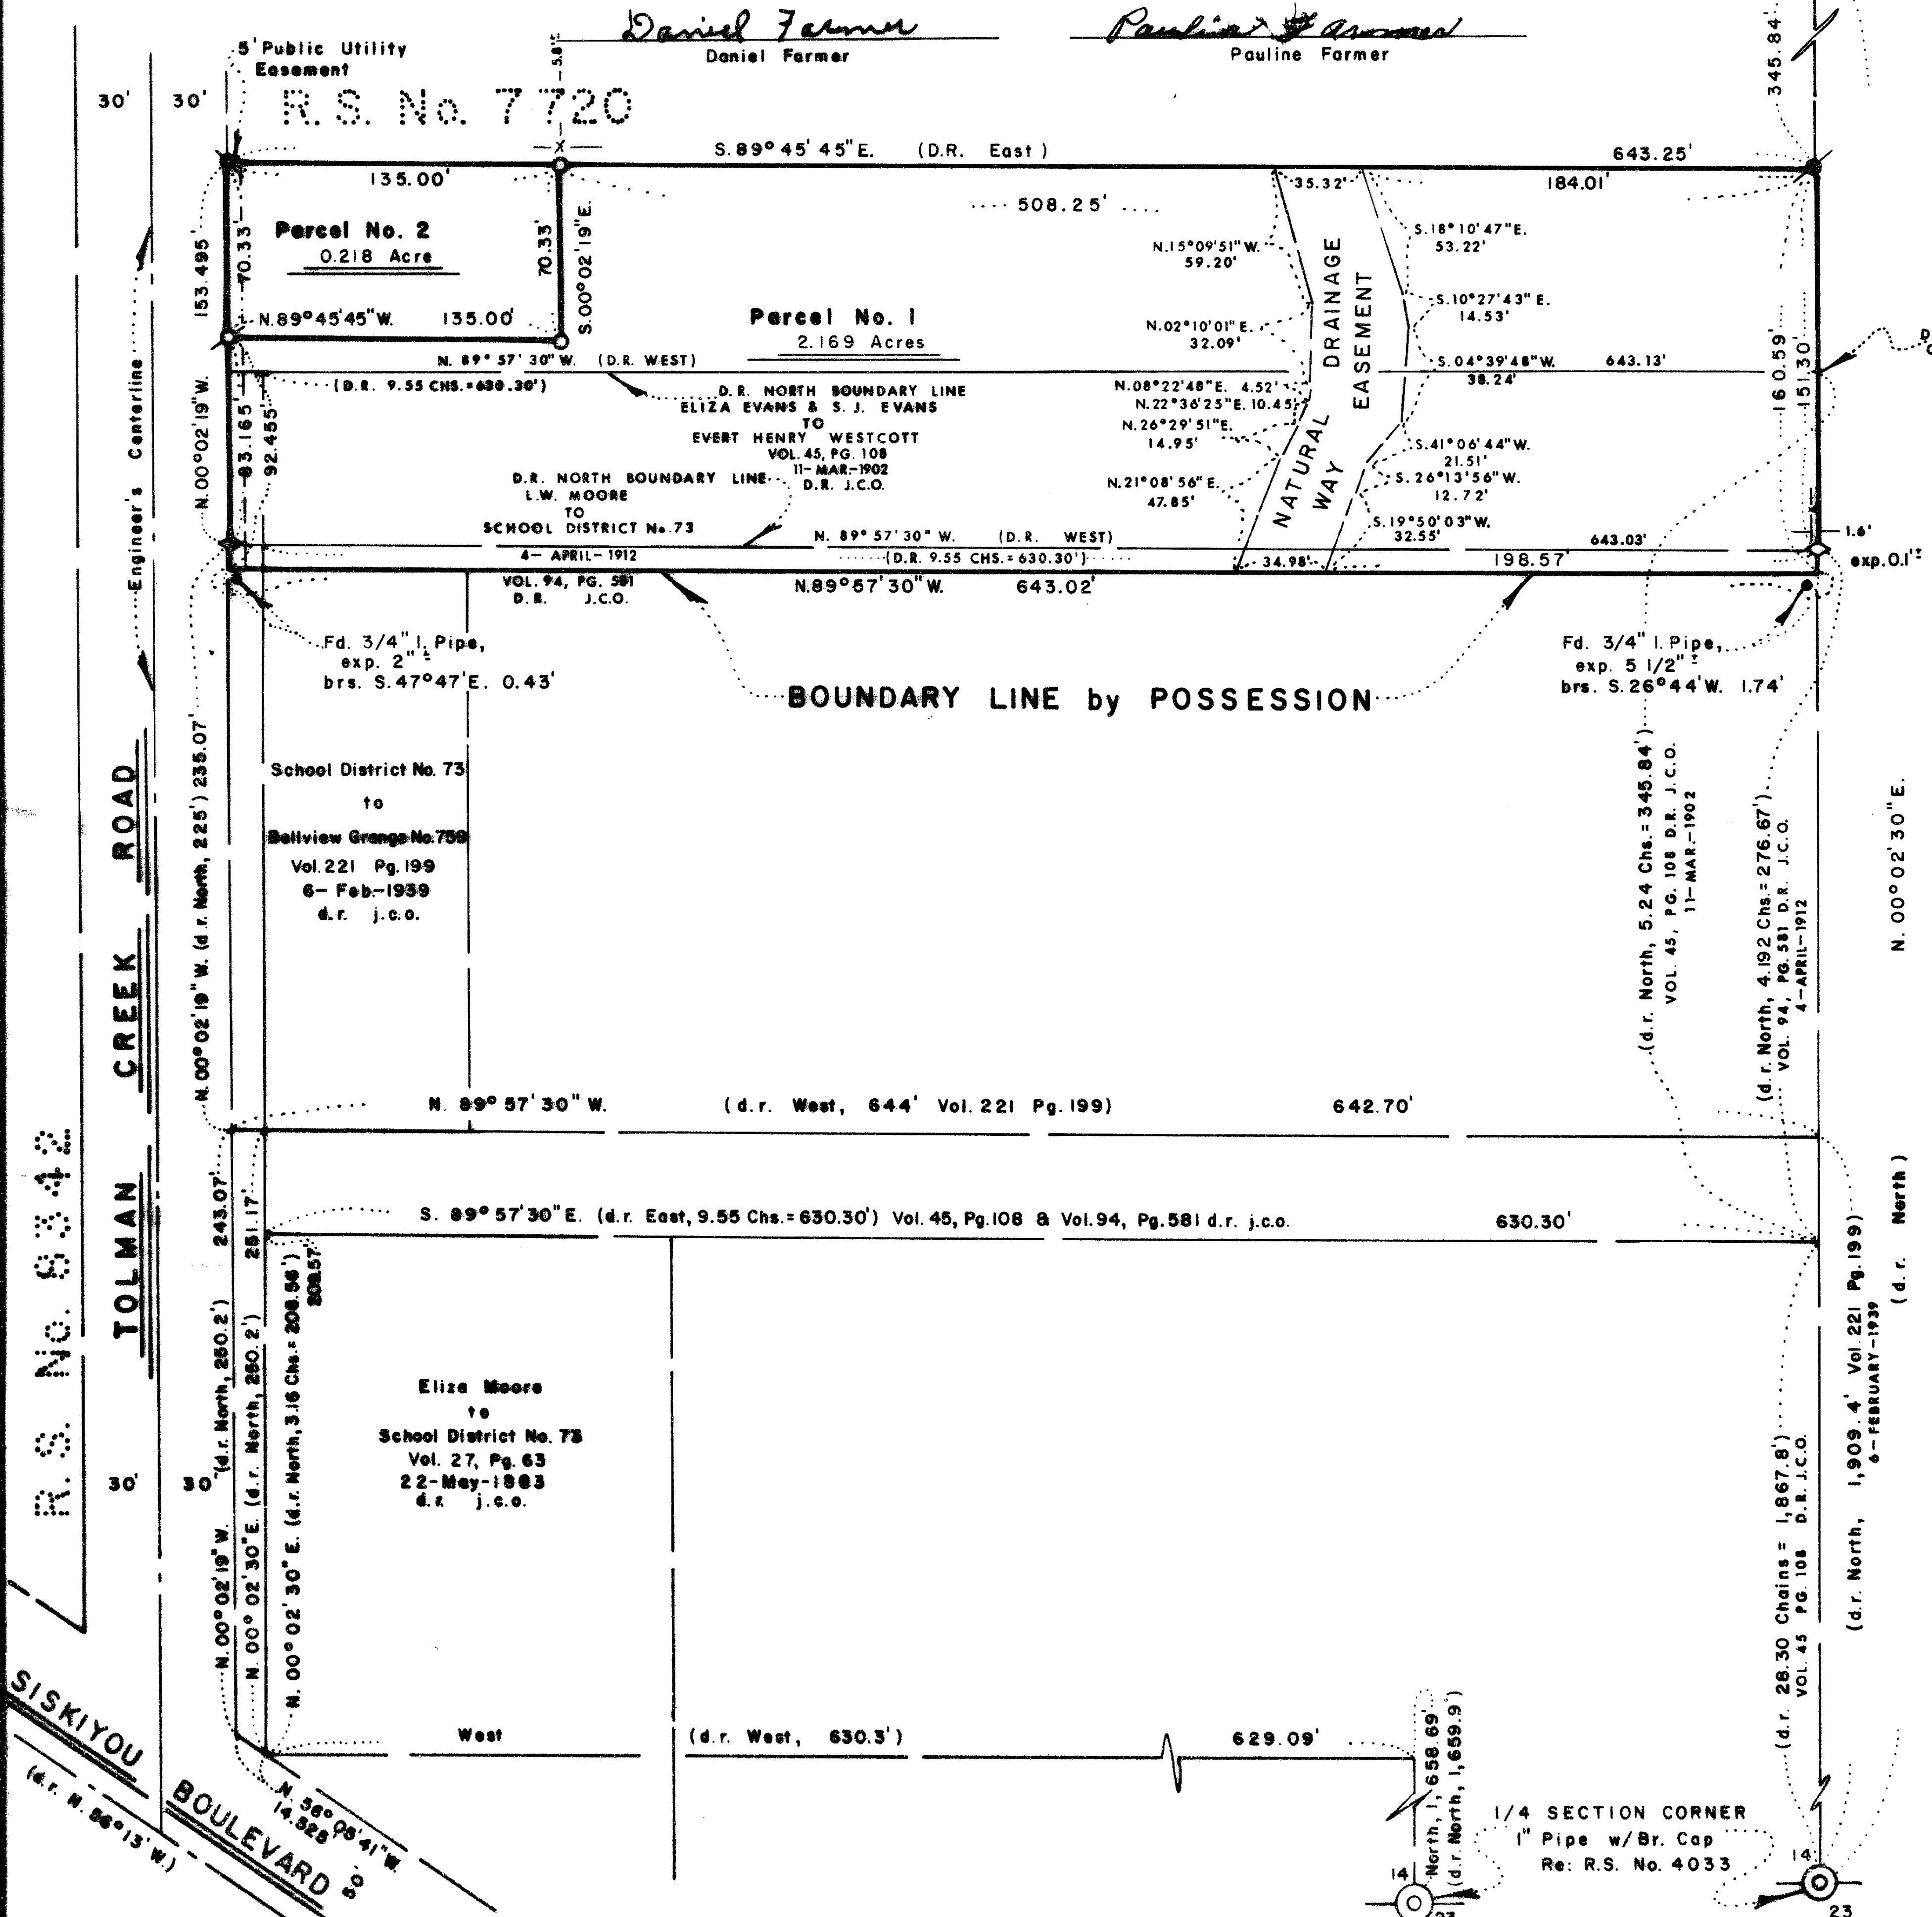 Daniel Farmer
Daniel Farmer
Pauline Farmer
Pauline Farmer
5' Public Utility
Easement
5.8'
345.84'
30'
30'
R.S. No. 7720
S.89°45'45"E. (D.R. East)
643.25'
135.00'
35.32'
184.01'
508.25'
Parcel No. 2
0.218 Acre
153.495'
70.33'
70.33'
S.00°02'19"E.
N.89°45'45"W. 135.00'
Parcel No. 1
2.169 Acres
N.15°09'51"W.
59.20'
N.02°10'01"E.
32.09'
N.08°22'48"E. 4.52'
N.22°36'25"E. 10.45'
N.26°29'51"E.
14.95'
N.21°08'56"E.
47.85'
NATURAL DRAINAGE
WAY EASEMENT
S.18°10'47"E.
53.22'
S.10°27'43"E.
14.53'
S.04°39'48"W.
38.24'
643.13'
S.41°06'44"W.
21.51'
S.26°13'56"W.
12.72'
S.19°50'03"W.
32.55'
160.59'
151.30'
N. 89°57'30"W. (D.R. WEST)
(D.R. 9.55 CHS.=630.30')
D.R. NORTH BOUNDARY LINE
ELIZA EVANS & S.J. EVANS
TO
EVERT HENRY WESTCOTT
VOL. 45, PG. 108
11-MAR.-1902
D.R. J.C.O.
D.R. NORTH BOUNDARY LINE
L.W. MOORE
TO
SCHOOL DISTRICT No. 73
4-APRIL-1912
VOL. 94, PG. 581
D.R. J.C.O.
N. 89°57'30"W. (D.R. WEST)
(D.R. 9.55 CHS.=630.30')
643.03'
1.6'
exp. 0.1'±
34.98'
198.57'
N.89°57'30"W. 643.02'
N.00°02'19"W.
83.165'
92.455'
Engineer's Centerline
Fd. 3/4" I. Pipe,
exp. 2"±
brs. S.47°47'E. 0.43'
Fd. 3/4" I. Pipe,
exp. 5 1/2"±
brs. S.26°44'W. 1.74'
BOUNDARY LINE by POSSESSION
N.00°02'19"W. (d.r. North, 225') 235.07'
School District No. 73
to
Bellview Grange No. 759
Vol. 221 Pg. 199
6-Feb.-1939
d.r. j.c.o.
(d.r. North, 5.24 Chs.=345.84')
VOL. 45, PG. 108 D.R. J.C.O.
11-MAR.-1902
(d.r. North, 4.192 Chs.=276.67')
VOL. 94, PG. 581 D.R. J.C.O.
4-APRIL-1912
N. 00°02'30"E.
(d.r. North)
TOLMAN CREEK ROAD
R.S. No. 8342
N. 89°57'30"W. (d.r. West, 644' Vol. 221 Pg. 199) 642.70'
243.07'
251.17'
S. 89°57'30"E. (d.r. East, 9.55 Chs.=630.30') Vol. 45, Pg. 108 & Vol. 94, Pg. 581 d.r. j.c.o. 630.30'
N.00°02'19"W. (d.r. North, 250.2')
N.00°02'30"E. (d.r. North, 260.2')
N.00°02'30"E. (d.r. North, 3.16 Chs.=208.56')
208.57'
Eliza Moore
to
School District No. 73
Vol. 27, Pg. 63
22-May-1883
d.r. j.c.o.
30'
30'
(d.r. 28.30 Chains = 1,867.8')
VOL. 45 PG. 108 D.R. J.C.O.
(d.r. North, 1,909.4' Vol. 221 Pg. 199)
6-FEBRUARY-1939
West (d.r. West, 630.3') 629.09'
North, 1,658.69'
(d.r. North, 1,659.9')
SISKIYOU BOULEVARD
(d.r. N. 56°13'W.)
N. 56°05'41"W.
14.525'
50'
1/4 SECTION CORNER
1" Pipe w/Br. Cap
Re: R.S. No. 4033
14
23
14
23